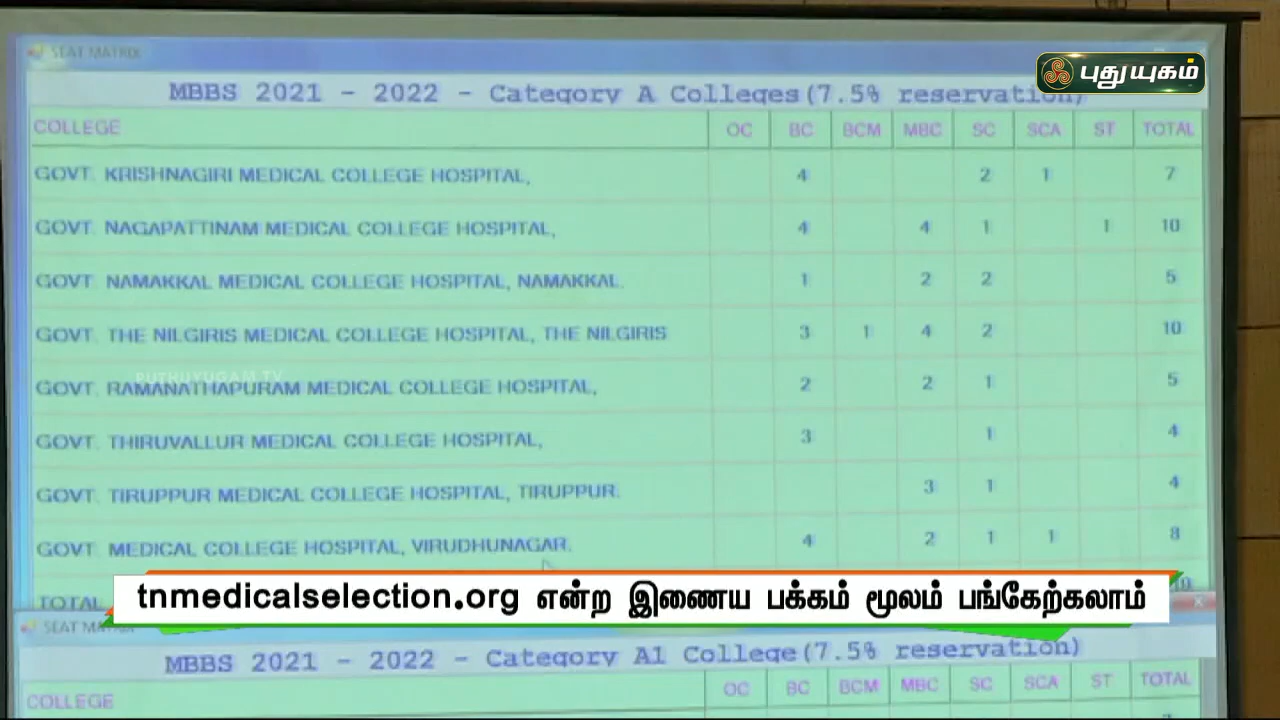 SEAT MATRIX
புதுயுகம்
MBBS 2021 - 2022 - Category A Colleges(7.5% reservation)
COLLEGE OC BC BCM MBC SC SCA ST TOTAL
GOVT. KRISHNAGIRI MEDICAL COLLEGE HOSPITAL, 4 2 1 7
GOVT. NAGAPATTINAM MEDICAL COLLEGE HOSPITAL, 4 4 1 1 10
GOVT. NAMAKKAL MEDICAL COLLEGE HOSPITAL, NAMAKKAL. 1 2 2 5
GOVT. THE NILGIRIS MEDICAL COLLEGE HOSPITAL, THE NILGIRIS 3 1 4 2 10
PUTHUYUGAM TV
GOVT. RAMANATHAPURAM MEDICAL COLLEGE HOSPITAL, 2 2 1 5
GOVT. THIRUVALLUR MEDICAL COLLEGE HOSPITAL, 3 1 4
GOVT. TIRUPPUR MEDICAL COLLEGE HOSPITAL, TIRUPPUR. 3 1 4
GOVT. MEDICAL COLLEGE HOSPITAL, VIRUDHUNAGAR. 4 2 1 1 8
TOTAL
tnmedicalselection.org என்ற இணைய பக்கம் மூலம் பங்கேற்கலாம்
SEAT MATRIX
MBBS 2021 - 2022 - Category A1 College(7.5% reservation)
COLLEGE OC BC BCM MBC SC SCA ST TOTAL